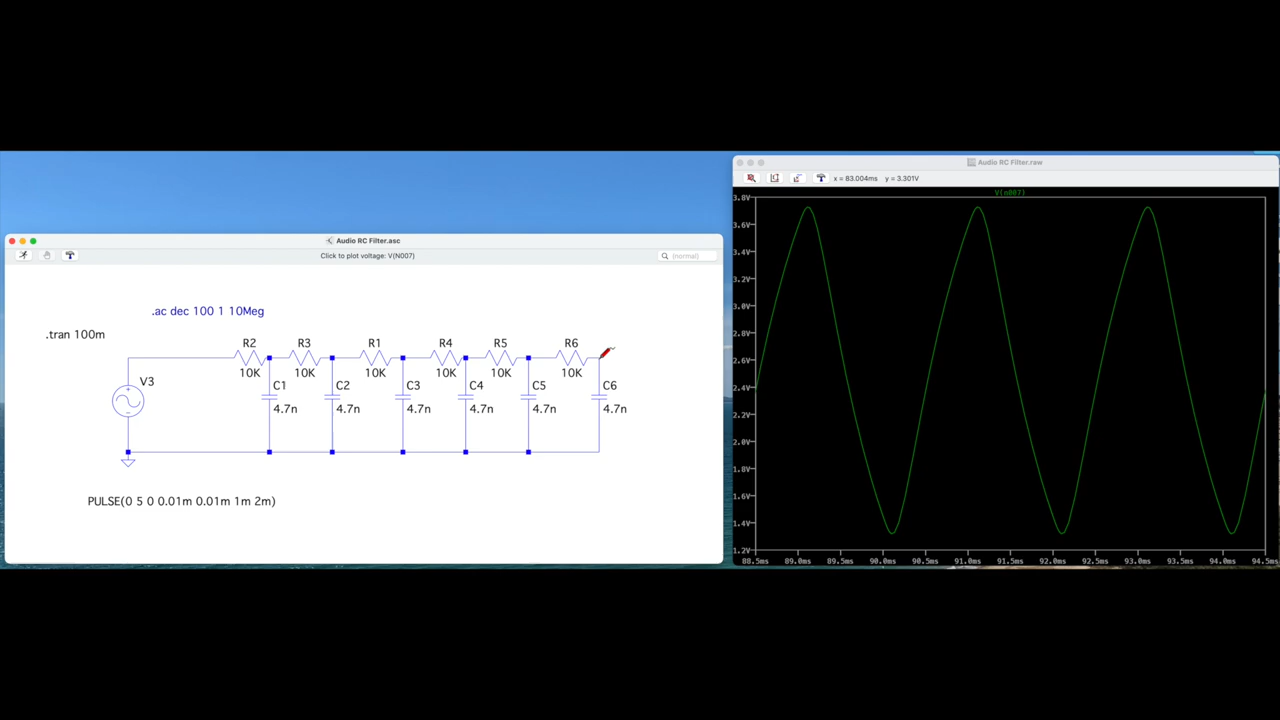 Audio RC Filter.asc
Click to plot voltage: V(N007)
(normal)
.ac dec 100 1 10Meg
.tran 100m
R2 R3 R1 R4 R5 R6
10K 10K 10K 10K 10K 10K
V3
C1 C2 C3 C4 C5 C6
4.7n 4.7n 4.7n 4.7n 4.7n 4.7n
PULSE(0 5 0 0.01m 0.01m 1m 2m)
Audio RC Filter.raw
x = 83.004ms y = 3.301V
V(n007)
3.8V
3.6V
3.4V
3.2V
3.0V
2.8V
2.6V
2.4V
2.2V
2.0V
1.8V
1.6V
1.4V
1.2V
88.5ms 89.0ms 89.5ms 90.0ms 90.5ms 91.0ms 91.5ms 92.0ms 92.5ms 93.0ms 93.5ms 94.0ms 94.5ms